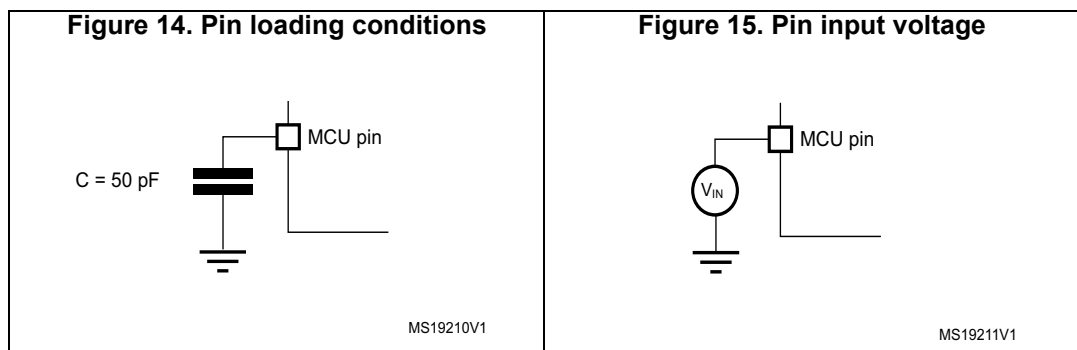 Figure 14. Pin loading conditions
MCU pin
C = 50 pF
MS19210V1
Figure 15. Pin input voltage
MCU pin
VIN
MS19211V1